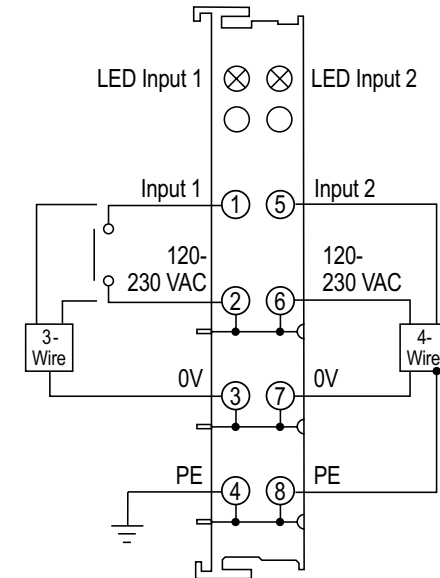 LED Input 1
LED Input 2
Input 1
1
5
Input 2
120-
230 VAC
2
6
120-
230 VAC
3-
Wire
4-
Wire
0V
3
7
0V
PE
4
8
PE